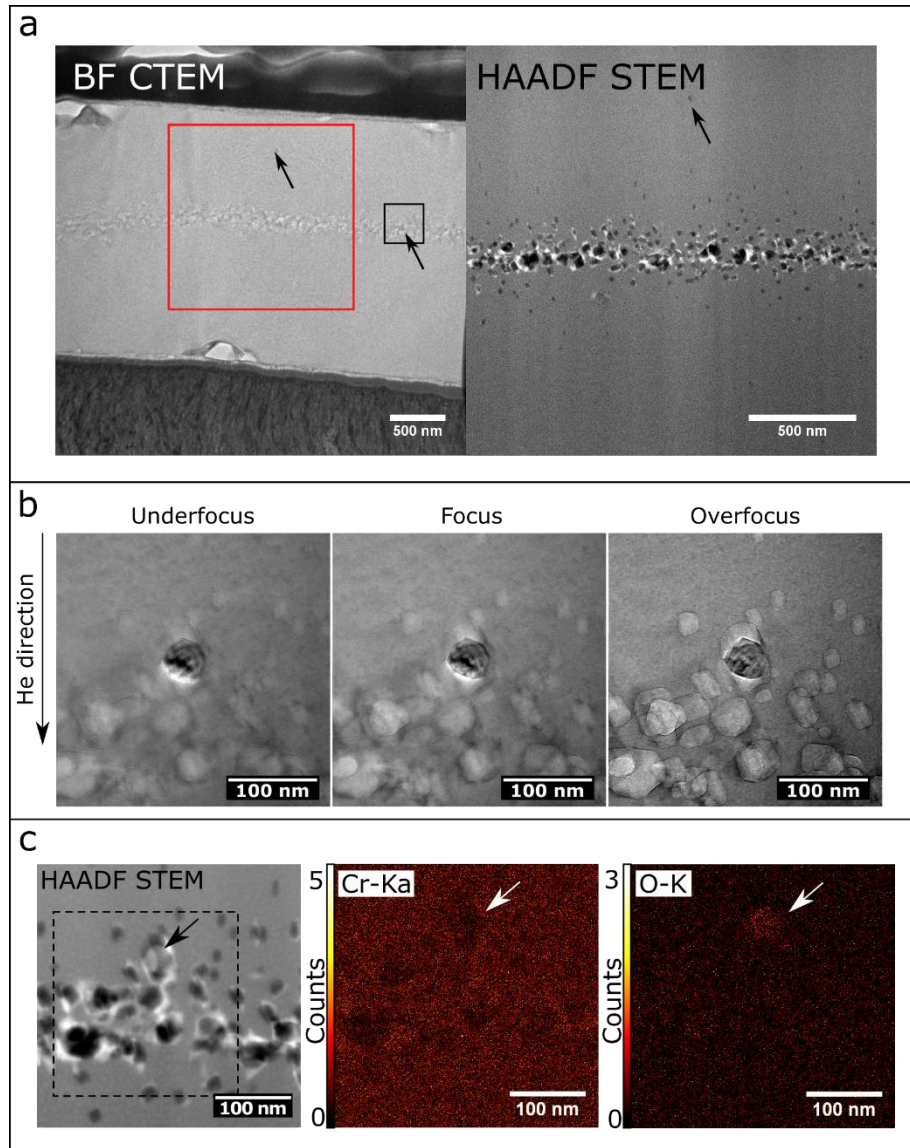 a
BF CTEM
HAADF STEM
500 nm
500 nm
b
Underfocus
Focus
Overfocus
He direction
100 nm
100 nm
100 nm
c
HAADF STEM
100 nm
5
Counts
0
Cr-Ka
100 nm
3
Counts
0
O-K
100 nm